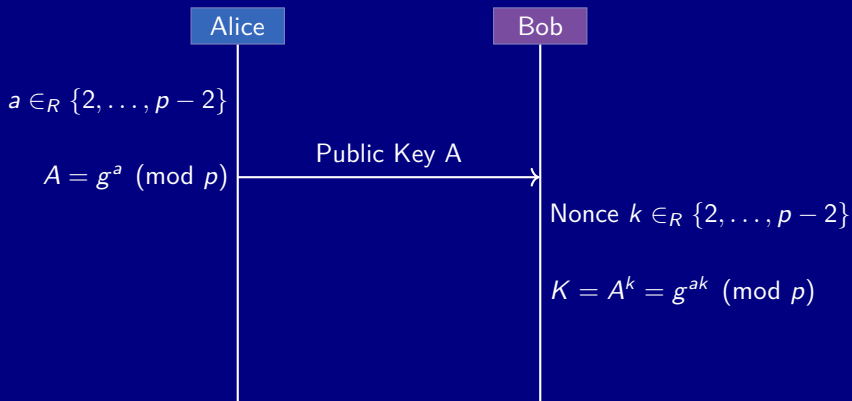 Alice
Bob
a ∈_R {2, …, p − 2}
Public Key A
A = g^a (mod p)
Nonce k ∈_R {2, …, p − 2}
K = A^k = g^{ak} (mod p)